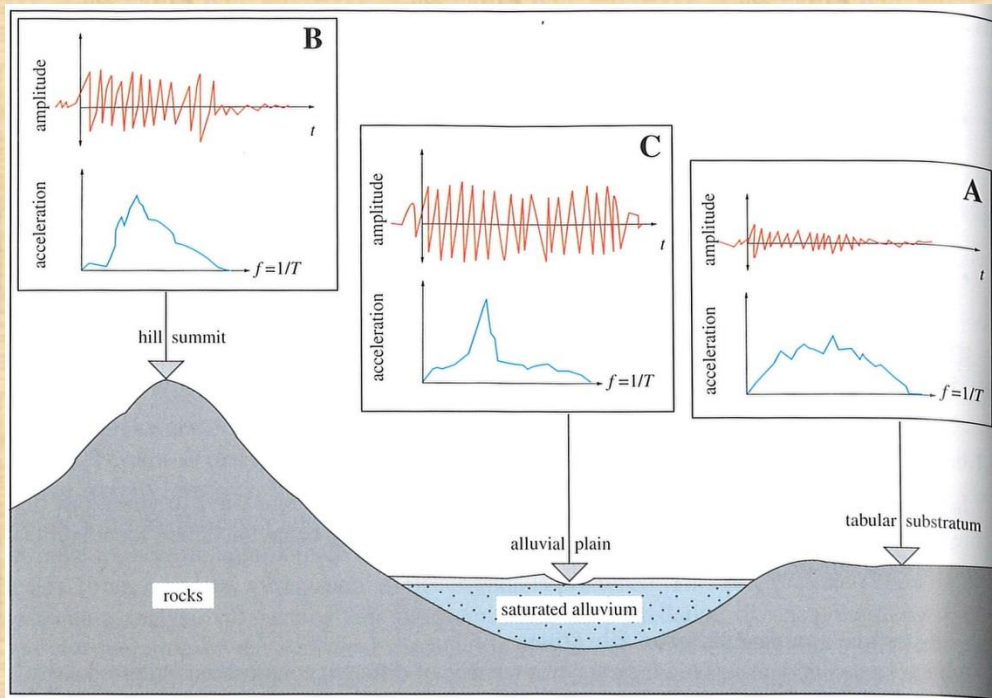 B
amplitude
t
acceleration
f=1/T
hill summit
C
amplitude
t
acceleration
f=1/T
alluvial plain
A
amplitude
t
acceleration
f=1/T
tabular substratum
rocks
saturated alluvium